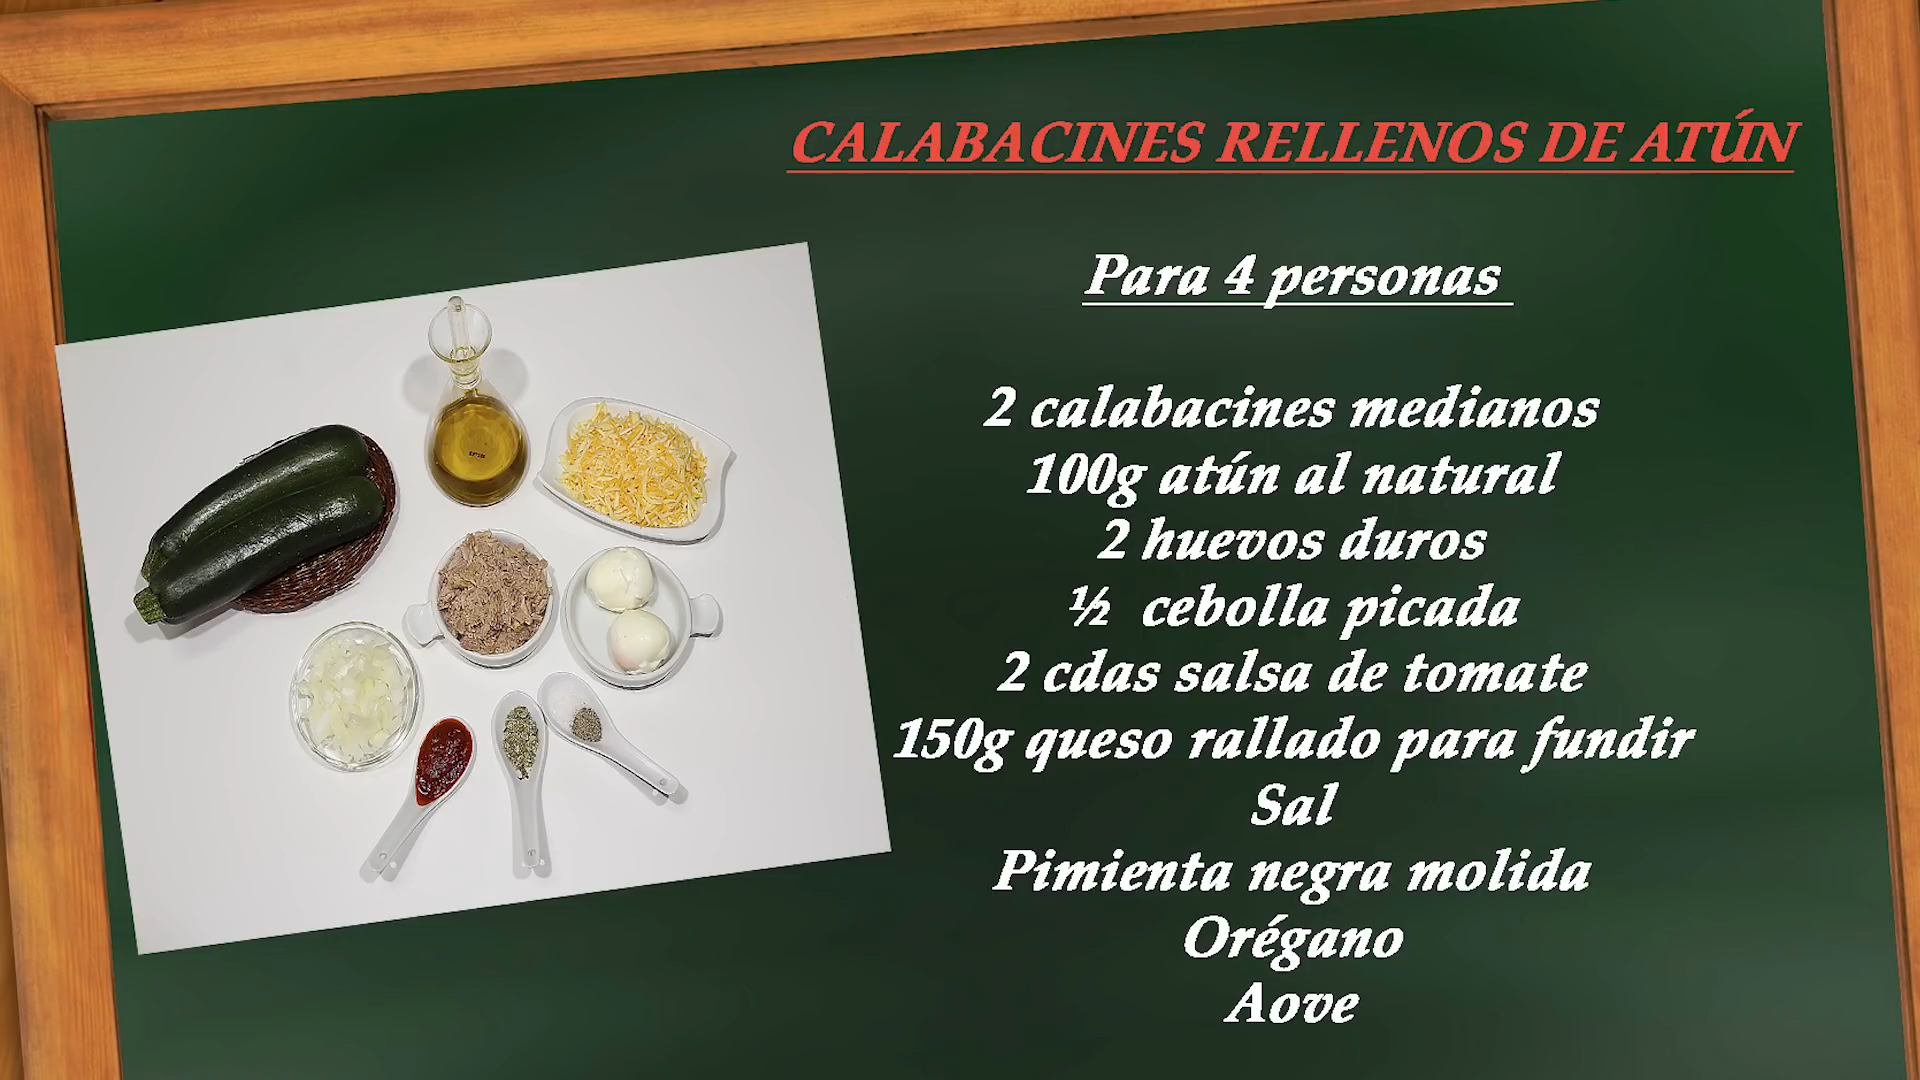 CALABACINES RELLENOS DE ATÚN
Para 4 personas
2 calabacines medianos
100g atún al natural
2 huevos duros
½ cebolla picada
2 cdas salsa de tomate
150g queso rallado para fundir
Sal
Pimienta negra molida
Orégano
Aove